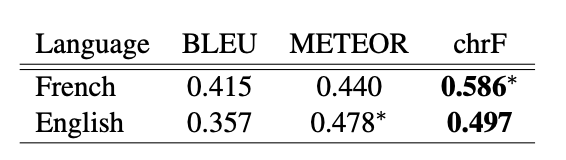 Language BLEU METEOR chrF
French 0.415 0.440 0.586*
English 0.357 0.478* 0.497